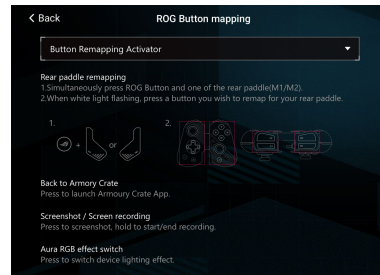 Back
ROG Button mapping
Button Remapping Activator
Rear paddle remapping
1.Simultaneously press ROG Button and one of the rear paddle(M1/M2).
2.When white light flashing, press a button you wish to remap for your rear paddle.
1.
2.
+ or
Back to Armory Crate
Press to launch Armoury Crate App.
Screenshot / Screen recording
Press to screenshot, hold to start/end recording.
Aura RGB effect switch
Press to switch device lighting effect.